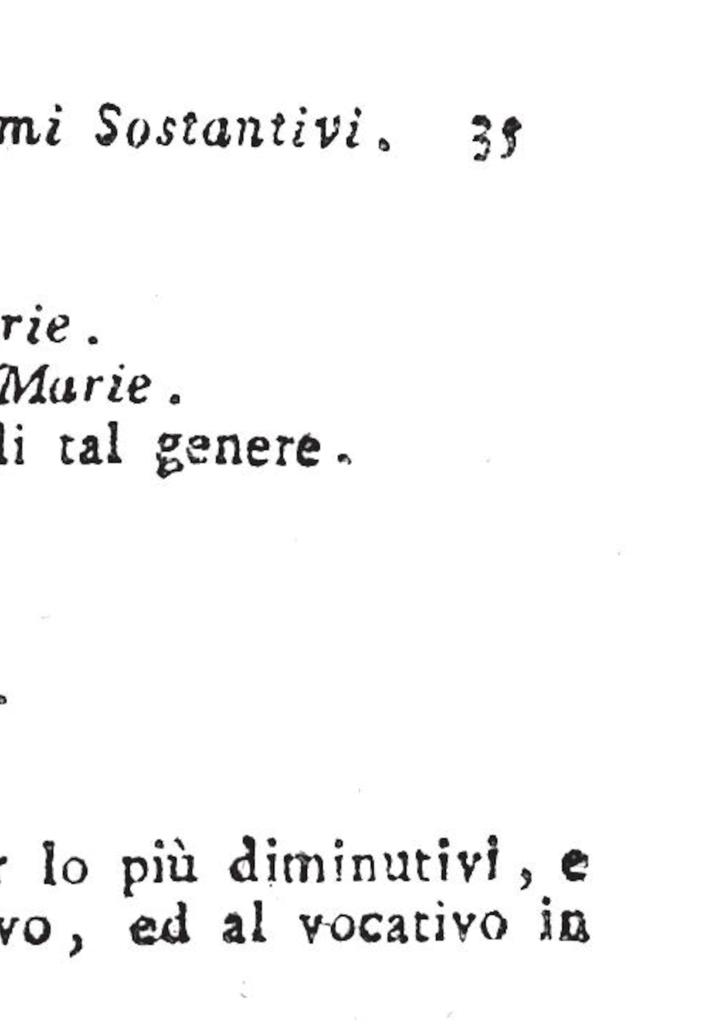 mi Sostantivi. 35
rie.
Marie.
li tal genere.
.
r lo più diminutivi, e
vo, ed al vocativo in